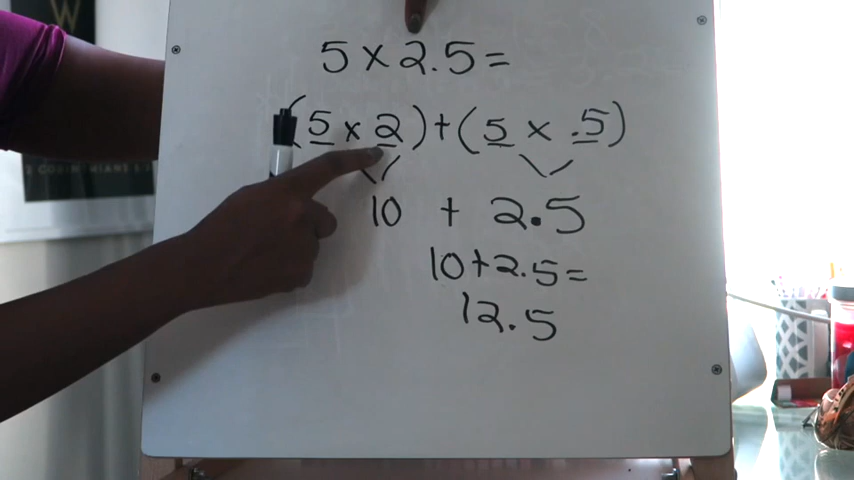 5 x 2.5 =
(5 x 2) + (5 x .5)
10 + 2.5
10 + 2.5 =
12.5